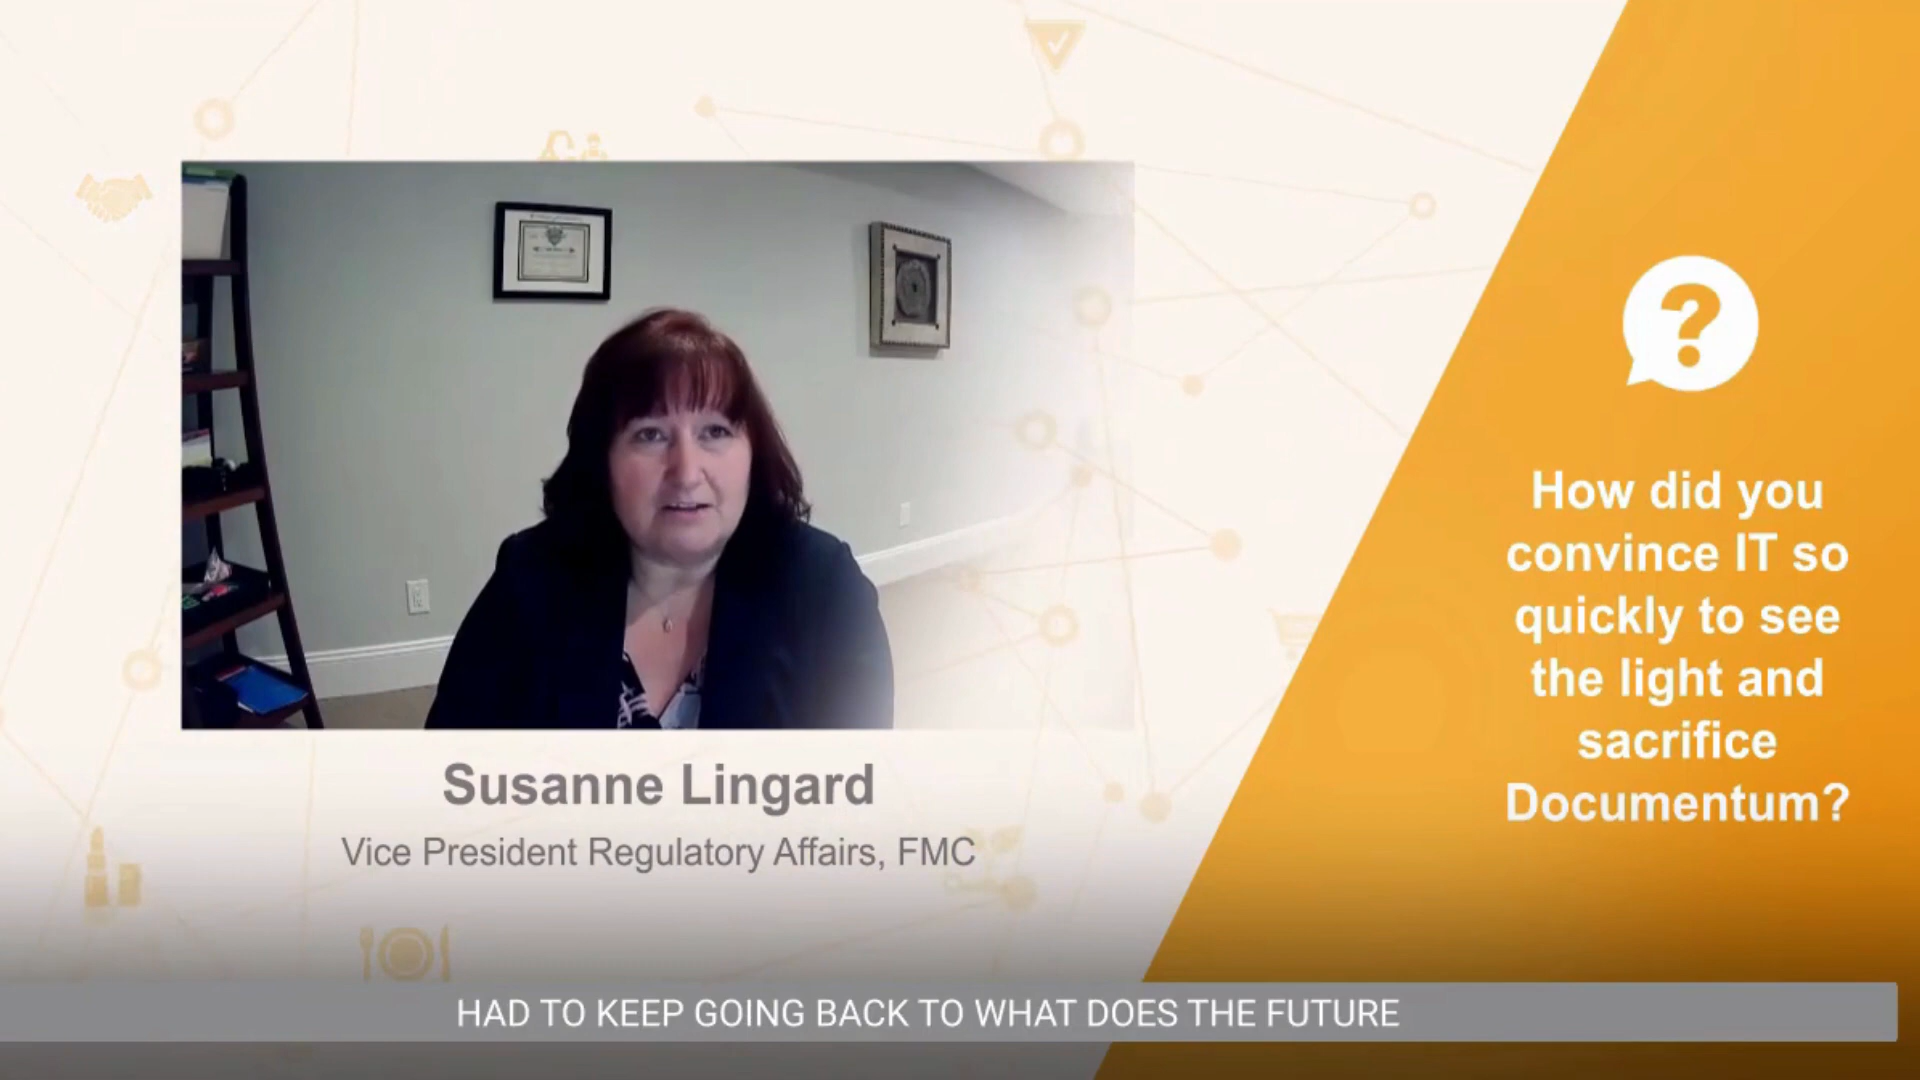 How did you
convince IT so
quickly to see
the light and
sacrifice
Documentum?
Susanne Lingard
Vice President Regulatory Affairs, FMC
HAD TO KEEP GOING BACK TO WHAT DOES THE FUTURE